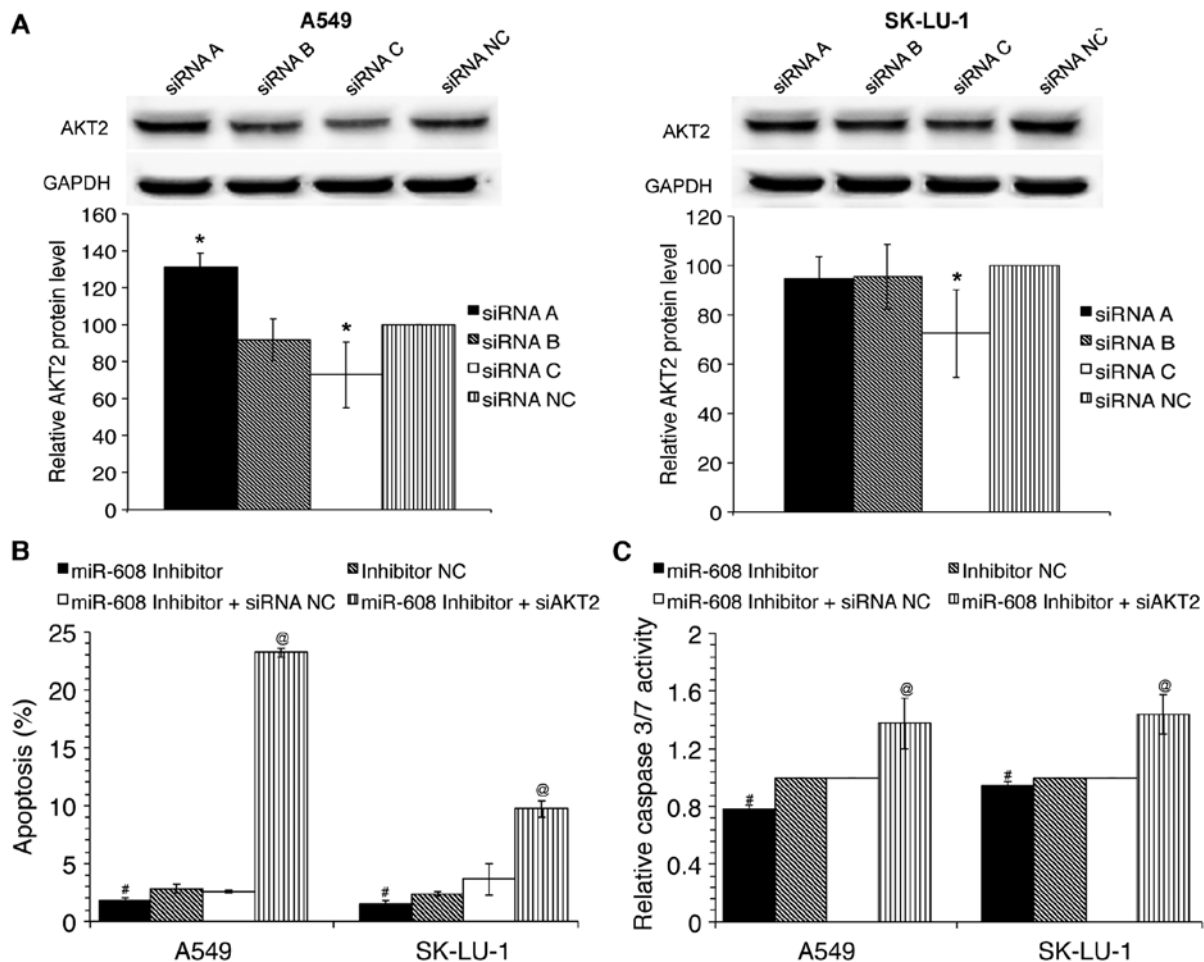 A
A549
siRNA A
siRNA B
siRNA C
siRNA NC
AKT2
GAPDH
Relative AKT2 protein level
160
140
120
100
80
60
40
20
0
*
*
siRNA A
siRNA B
siRNA C
siRNA NC
SK-LU-1
siRNA A
siRNA B
siRNA C
siRNA NC
AKT2
GAPDH
Relative AKT2 protein level
120
100
80
60
40
20
0
*
siRNA A
siRNA B
siRNA C
siRNA NC
B
miR-608 Inhibitor
Inhibitor NC
miR-608 Inhibitor + siRNA NC
miR-608 Inhibitor + siAKT2
Apoptosis (%)
25
20
15
10
5
0
#
@
#
@
A549
SK-LU-1
C
miR-608 Inhibitor
Inhibitor NC
miR-608 Inhibitor + siRNA NC
miR-608 Inhibitor + siAKT2
Relative caspase 3/7 activity
2
1.6
1.2
0.8
0.4
0
#
@
#
@
A549
SK-LU-1